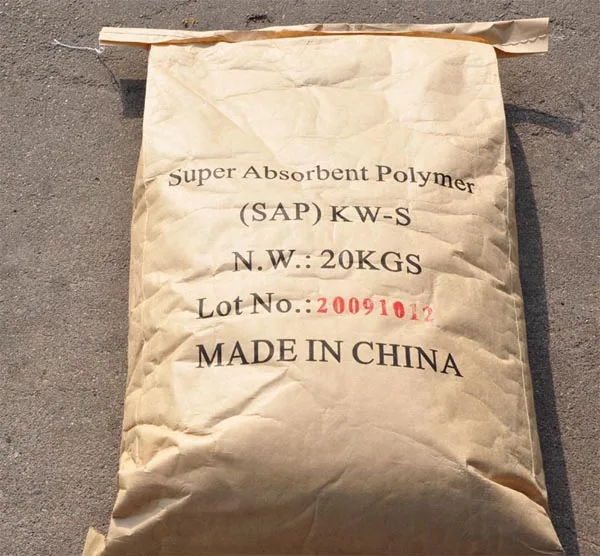 Super Absorbent Polymer
(SAP) KW-S
N.W.: 20KGS
Lot No.: 20091012
MADE IN CHINA